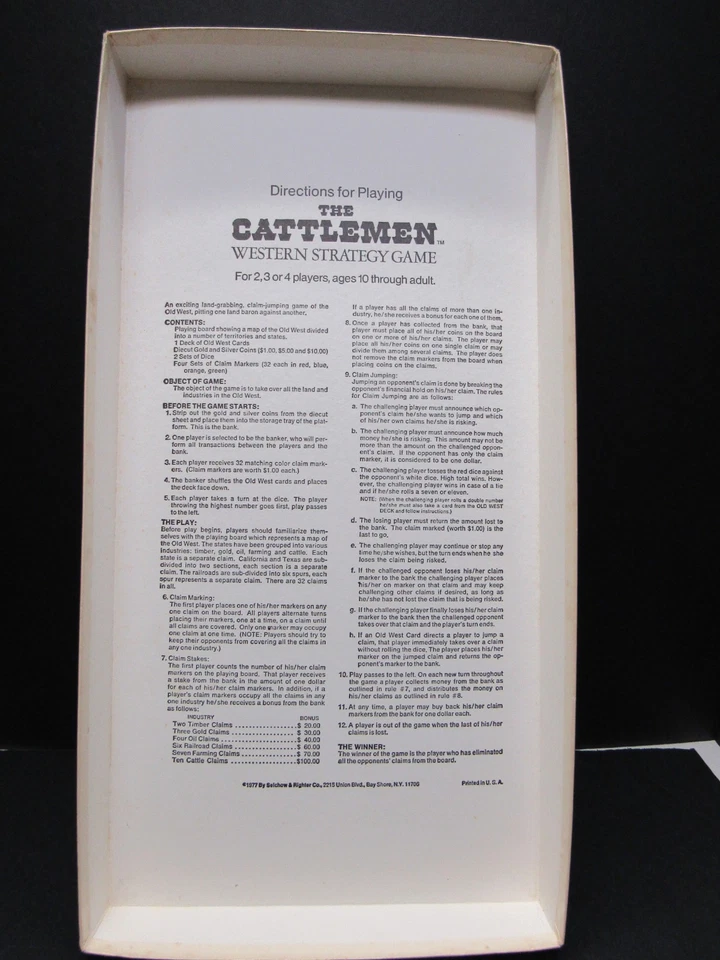 Directions for Playing
THE
CATTLEMEN™
WESTERN STRATEGY GAME
For 2, 3 or 4 players, ages 10 through adult.
An exciting land-grabbing, claim-jumping game of the
Old West, pitting one land baron against another.
CONTENTS:
Playing board showing a map of the Old West divided
into a number of territories and states.
1 Deck of Old West Cards
Diecut Gold and Silver Coins ($1.00, $5.00 and $10.00)
2 Sets of Dice
Four Sets of Claim Markers (32 each in red, blue,
orange, green)
OBJECT OF GAME:
The object of the game is to take over all the land and
industries in the Old West.
BEFORE THE GAME STARTS:
1. Strip out the gold and silver coins from the diecut
sheet and place them into the storage tray of the plat-
form. This is the bank.
2. One player is selected to be the banker, who will per-
form all transactions between the players and the
bank.
3. Each player receives 32 matching color claim mark-
ers. (Claim markers are worth $1.00 each.)
4. The banker shuffles the Old West cards and places
the deck face down.
5. Each player takes a turn at the dice. The player
throwing the highest number goes first, play passes
to the left.
THE PLAY:
Before play begins, players should familiarize them-
selves with the playing board which represents a map of
the Old West. The states have been grouped into various
industries: timber, gold, oil, farming and cattle. Each
state is a separate claim. California and Texas are sub-
divided into two sections, each section is a separate
claim. The railroads are sub-divided into six spurs, each
spur represents a separate claim. There are 32 claims
in all.
6. Claim Marking:
The first player places one of his/her markers on any
one claim on the board. All players alternate turns
placing their markers, one at a time, on a claim until
all claims are covered. Only one marker may occupy
one claim at one time. (NOTE: Players should try to
keep their opponents from covering all the claims in
any one industry.)
7. Claim Stakes:
The first player counts the number of his/her claim
markers on the playing board. That player receives
a stake from the bank in the amount of one dollar
for each of his/her claim markers. In addition, if a
player's claim markers occupy all the claims in any
one industry he/she receives a bonus from the bank
as follows:
INDUSTRY BONUS
Two Timber Claims ................ $ 20.00
Three Gold Claims ................ $ 30.00
Four Oil Claims ................ $ 40.00
Six Railroad Claims ................ $ 60.00
Seven Farming Claims ................ $ 70.00
Ten Cattle Claims ................ $100.00
If a player has all the claims of more than one in-
dustry, he/she receives a bonus for each one of them.
8. Once a player has collected from the bank, that
player must place all of his/her coins on the board
on one or more of his/her claims. The player may
place all his/her coins on one single claim or may
divide them among several claims. The player does
not remove the claim markers from the board when
placing coins on the claims.
9. Claim Jumping:
Jumping an opponent's claim is done by breaking the
opponent's financial hold on his/her claim. The rules
for Claim Jumping are as follows:
a. The challenging player must announce which op-
ponent's claim he/she wants to jump and which
of his/her own claims he/she is risking.
b. The challenging player must announce how much
money he/she is risking. This amount may not be
more than the amount on the challenged oppon-
ent's claim. If the opponent has only the claim
marker, it is considered to be one dollar.
c. The challenging player tosses the red dice against
the opponent's white dice. High total wins. How-
ever, the challenging player wins in case of a tie
and if he/she rolls a seven or eleven.
NOTE: (When the challenging player rolls a double number
he/she must also take a card from the OLD WEST
DECK and follow instructions.)
d. The losing player must return the amount lost to
the bank. The claim marked (worth $1.00) is the
last to go.
e. The challenging player may continue or stop any
time he/she wishes, but the turn ends when he she
loses the claim being risked.
f. If the challenged opponent loses his/her claim
marker to the bank the challenging player places
his/her marker on that claim and may keep
challenging other claims if desired, as long as
he/she has not lost the claim that is being risked.
g. If the challenging player finally loses his/her claim
marker to the bank then the challenged opponent
takes over that claim and the player's turn ends.
h. If an Old West Card directs a player to jump a
claim, that player immediately takes over a claim
without rolling the dice. The player places his/her
marker on the jumped claim and returns the op-
ponent's marker to the bank.
10. Play passes to the left. On each new turn throughout
the game a player collects money from the bank as
outlined in rule #7, and distributes the money on
his/her claims as outlined in rule #8.
11. At any time, a player may buy back his/her claim
markers from the bank for one dollar each.
12. A player is out of the game when the last of his/her
claims is lost.
THE WINNER:
The winner of the game is the player who has eliminated
all the opponents' claims from the board.
©1977 By Selchow & Righter Co., 2215 Union Blvd., Bay Shore, N.Y. 11706 Printed in U.S.A.